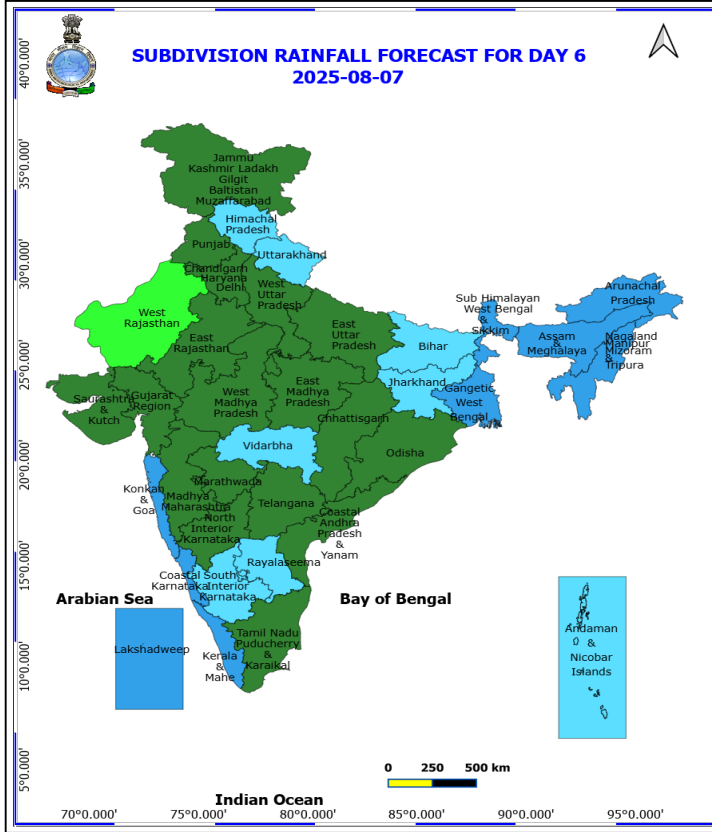 SUBDIVISION RAINFALL FORECAST FOR DAY 6
2025-08-07
40°0.000'
35°0.000'
30°0.000'
25°0.000'
20°0.000'
15°0.000'
10°0.000'
5°0.000'
Jammu
Kashmir Ladakh
Gilgit
Baltistan
Muzaffarabad
Himachal
Pradesh
Punjab
Uttarakhand
Chandigarh
Haryana
Delhi
West
Uttar
Pradesh
West
Rajasthan
East
Rajasthan
East
Uttar
Pradesh
Bihar
Jharkhand
Sub Himalayan
West Bengal
&
Sikkim
Arunachal
Pradesh
Assam
&
Meghalaya
Nagaland
Manipur
Mizoram
&
Tripura
Gangetic
West
Bengal
Saurashtra
&
Kutch
Gujarat
Region
West
Madhya
Pradesh
East
Madhya
Pradesh
Chhattisgarh
Odisha
Vidarbha
Konkan
&
Goa
Madhya
Maharashtra
Marathwada
North
Interior
Karnataka
Telangana
Coastal
Andhra
Pradesh
&
Yanam
Rayalaseema
Coastal
Karnataka
South
Interior
Karnataka
Arabian Sea
Bay of Bengal
Lakshadweep
Kerala
&
Mahe
Tamil Nadu
Puducherry
&
Karaikal
Andaman
&
Nicobar
Islands
0 250 500 km
Indian Ocean
70°0.000' 75°0.000' 80°0.000' 85°0.000' 90°0.000' 95°0.000'